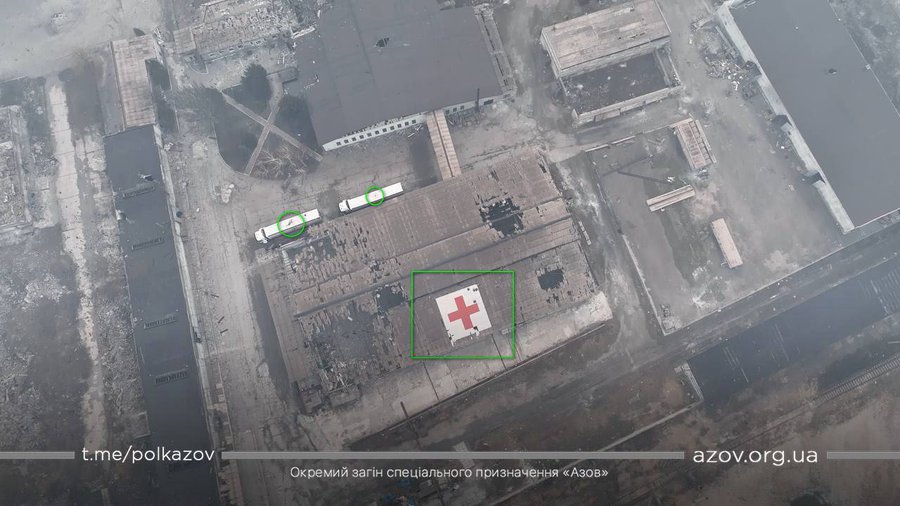 t.me/polkazov
azov.org.ua
Окремий загін спеціального призначення «Азов»